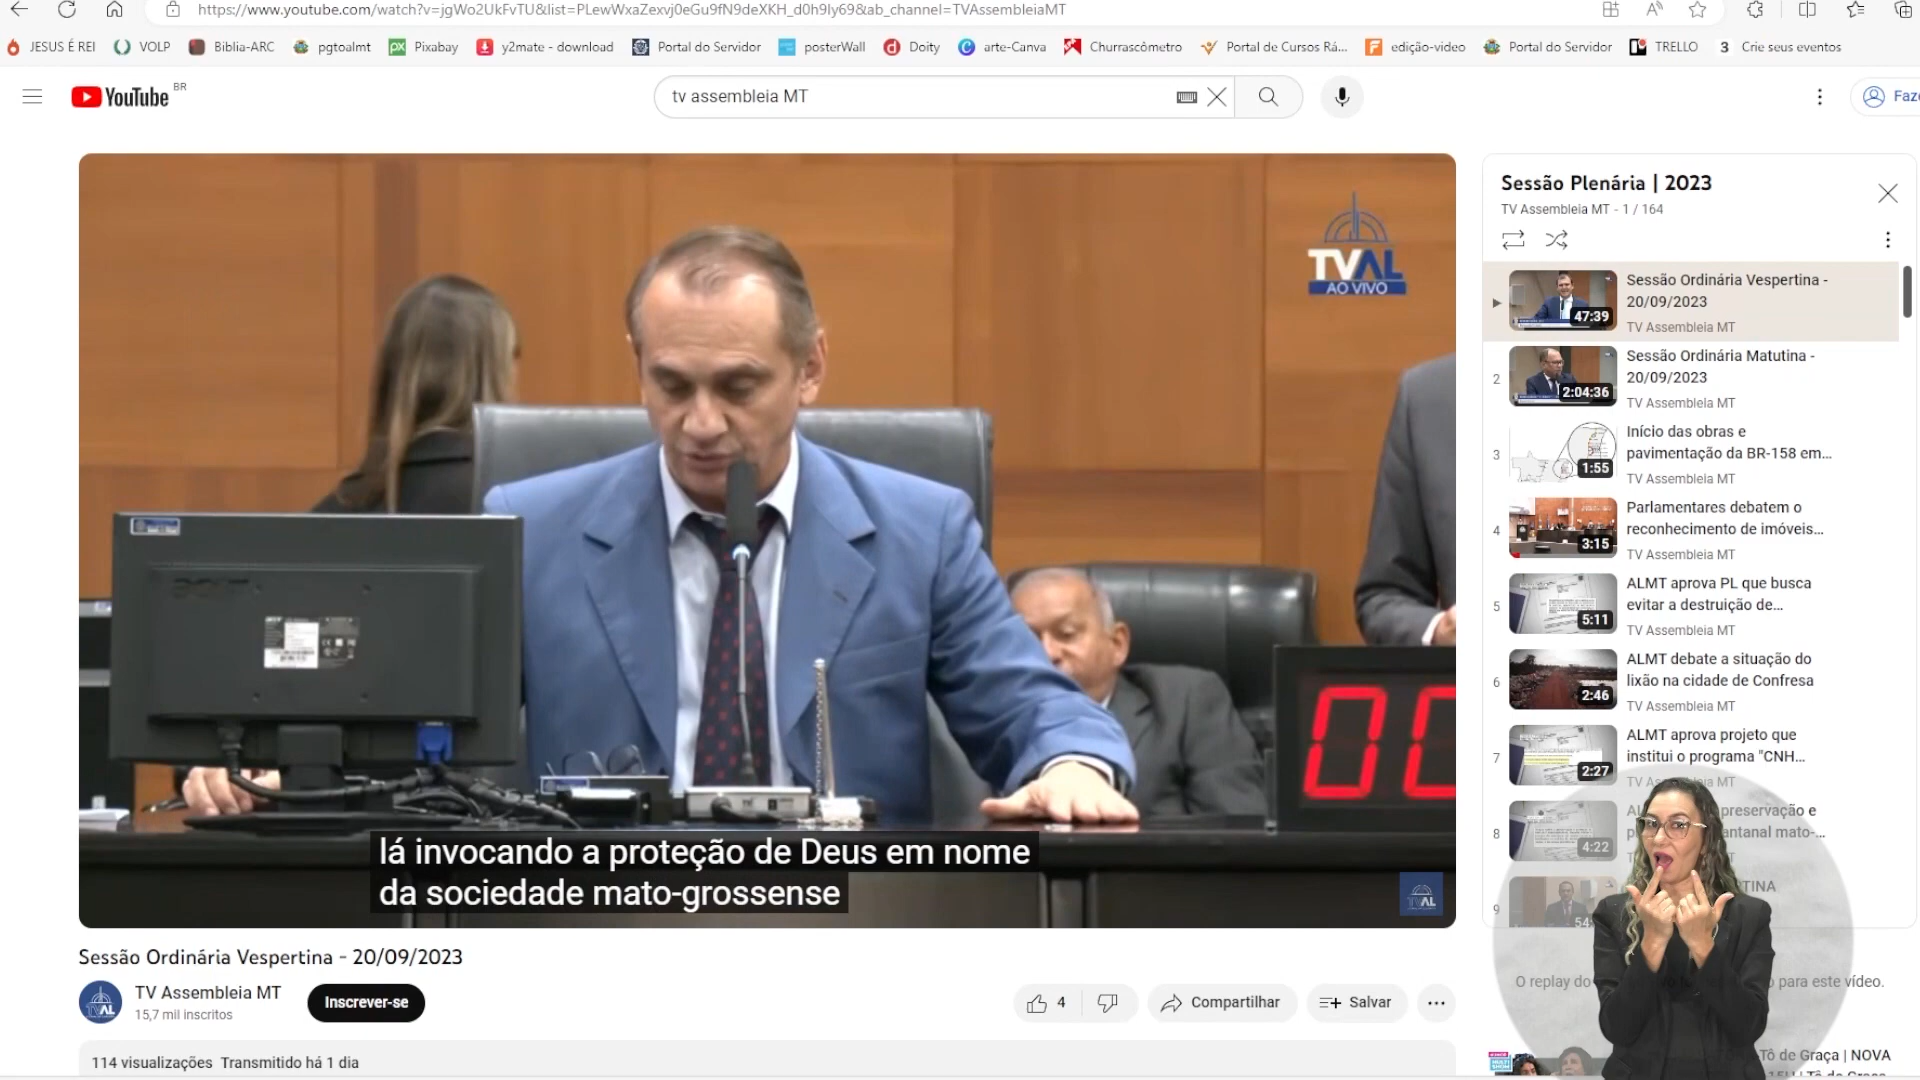 https://www.youtube.com/watch?v=jgWo2UkFvTU&list=PLewWxaZexvj0eGu9fN9deXKH_d0h9ly69&ab_channel=TVAssembleiaMT
JESUS É REI VOLP Biblia-ARC pgtoalmt Pixabay y2mate - download Portal do Servidor posterWall Doity arte-Canva Churrascômetro Portal de Cursos Rá... edição-vídeo Portal do Servidor TRELLO 3 Crie seus eventos
YouTube BR
tv assembleia MT
Faze
TVAL
AO VIVO
00
lá invocando a proteção de Deus em nome
da sociedade mato-grossense
TVAL
Sessão Ordinária Vespertina - 20/09/2023
TV Assembleia MT
15,7 mil inscritos
Inscrever-se
4
Compartilhar
Salvar
114 visualizações Transmitido há 1 dia
Sessão Plenária | 2023
TV Assembleia MT - 1 / 164
Sessão Ordinária Vespertina -
20/09/2023
TV Assembleia MT
47:39
2
Sessão Ordinária Matutina -
20/09/2023
TV Assembleia MT
2:04:36
3
Início das obras e
pavimentação da BR-158 em...
TV Assembleia MT
1:55
4
Parlamentares debatem o
reconhecimento de imóveis...
TV Assembleia MT
3:15
5
ALMT aprova PL que busca
evitar a destruição de...
TV Assembleia MT
5:11
6
ALMT debate a situação do
lixão na cidade de Confresa
TV Assembleia MT
2:46
7
ALMT aprova projeto que
institui o programa "CNH...
2:27
8
preservação e
mato-...
4:22
9
O replay do
para este vídeo.
Tô de Graça | NOVA